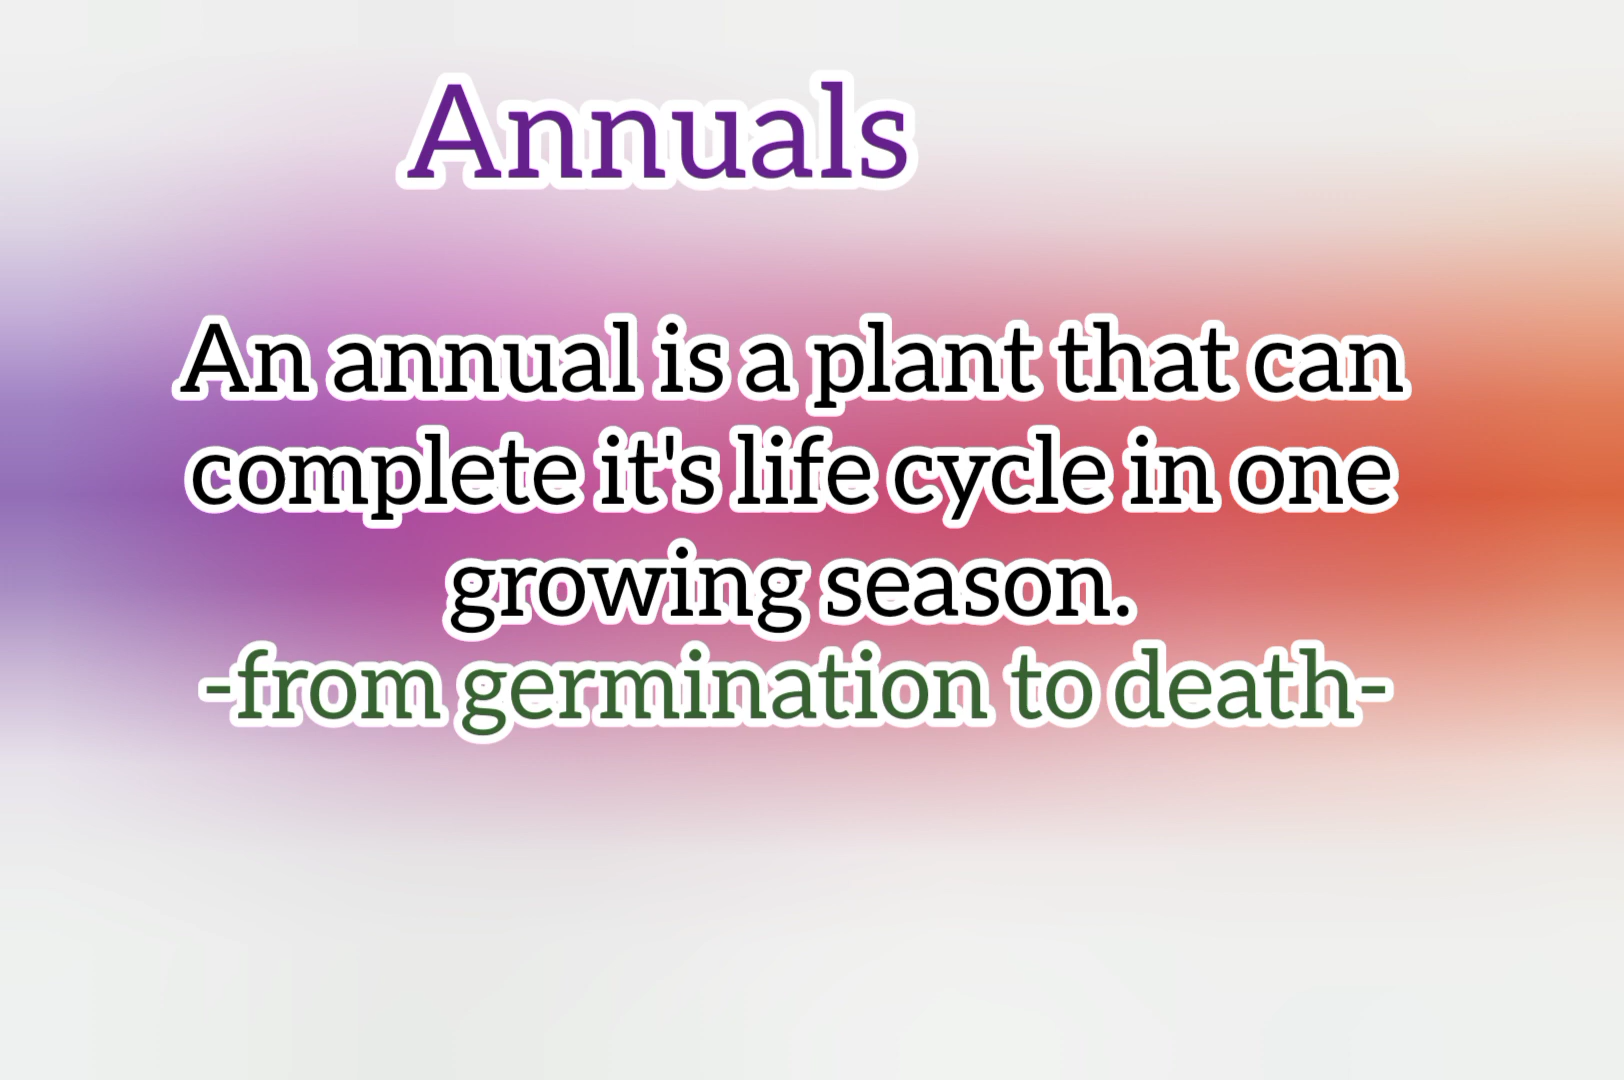 Annuals
An annual is a plant that can
complete it's life cycle in one
growing season.
-from germination to death-